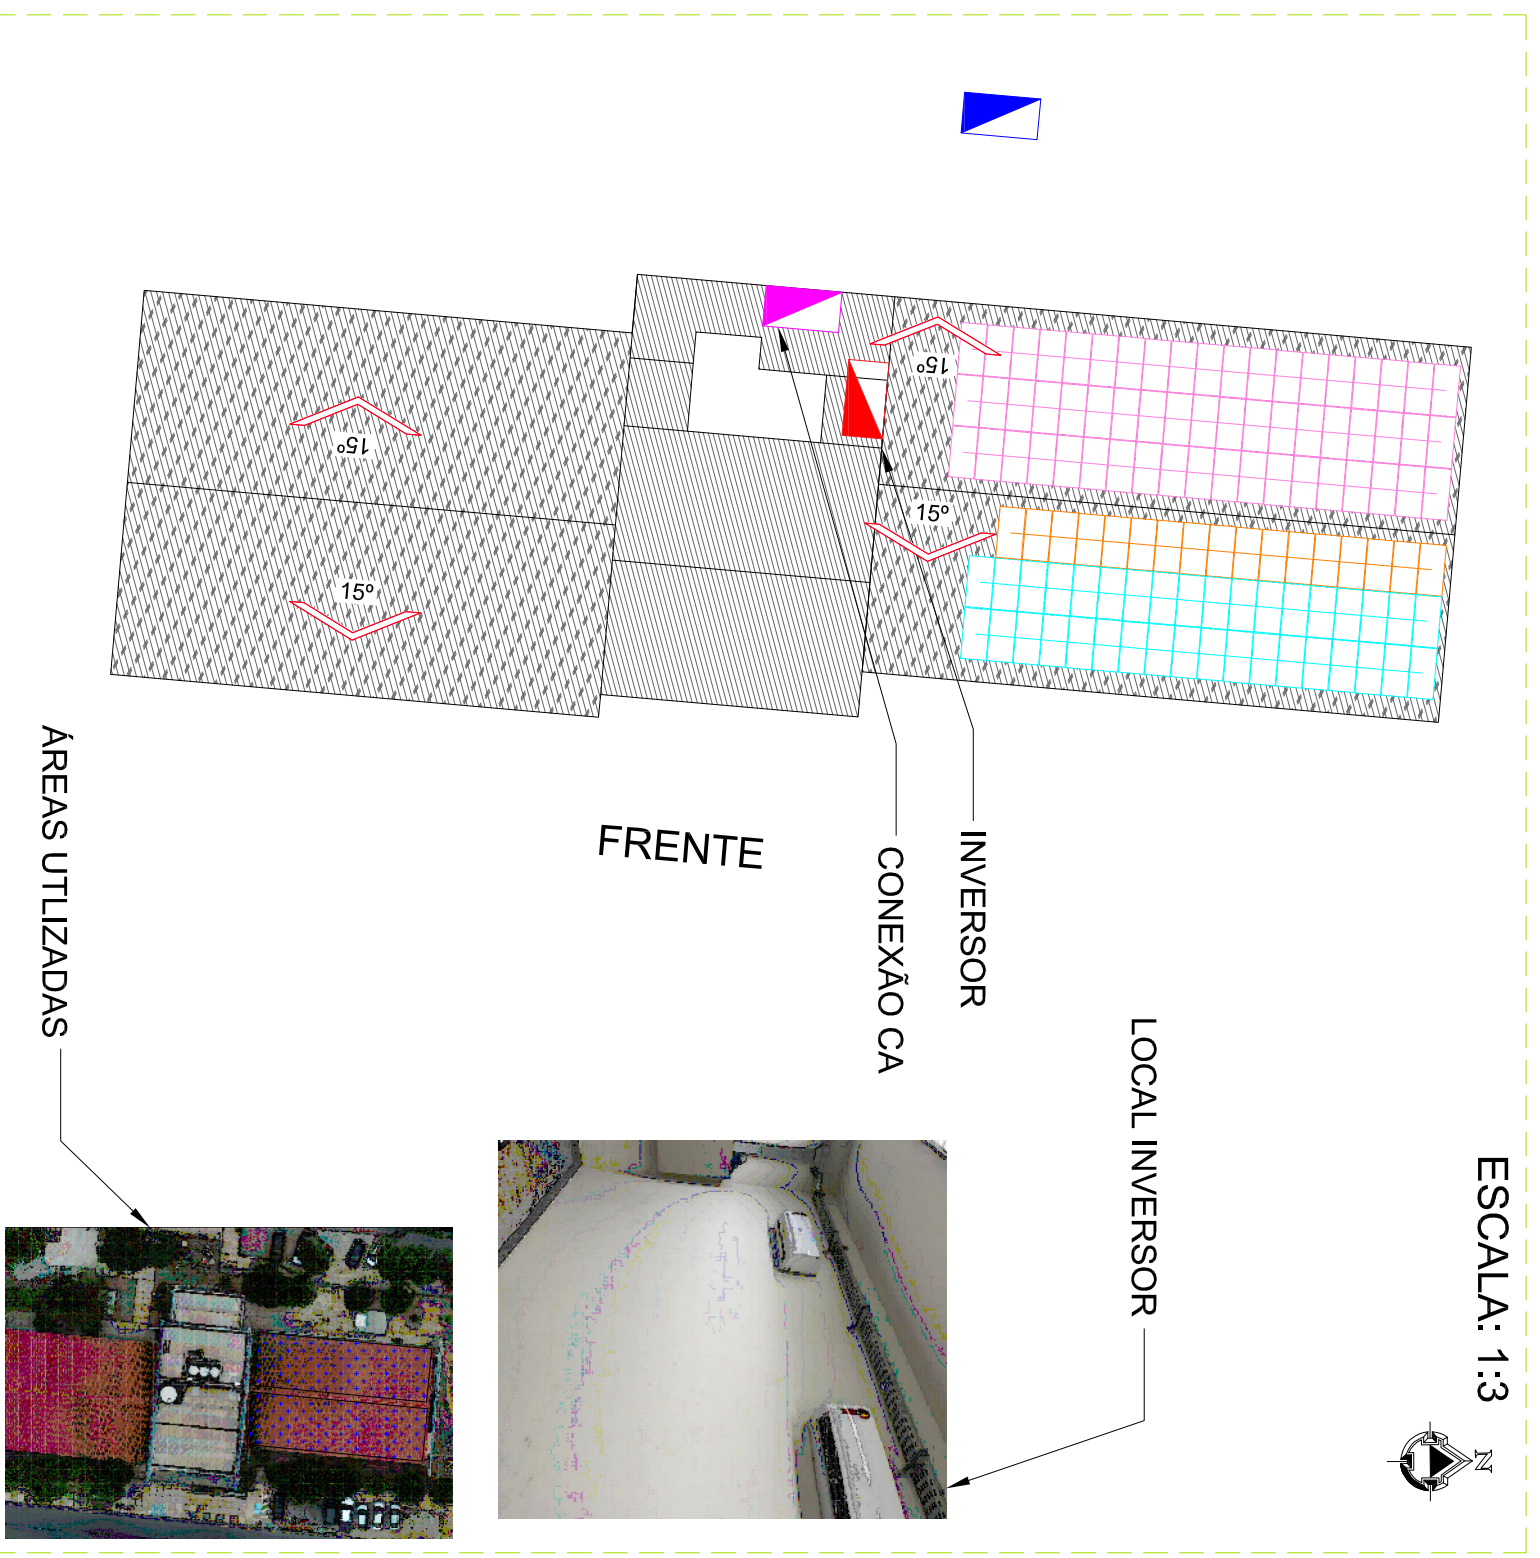 15º
15º
15º
15º
FRENTE
INVERSOR
CONEXÃO CA
ÁREAS UTLIZADAS
LOCAL INVERSOR
ESCALA: 1:3
N